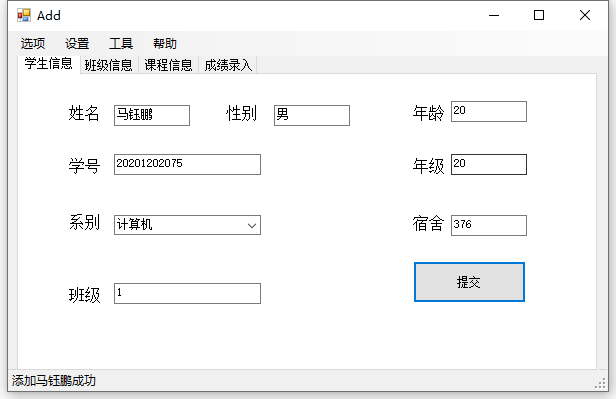 Add
选项 设置 工具 帮助
学生信息 班级信息 课程信息 成绩录入
姓名 马钰鹏 性别 男 年龄 20
学号 20201202075 年级 20
系别 计算机 宿舍 376
提交
班级 1
添加马钰鹏成功